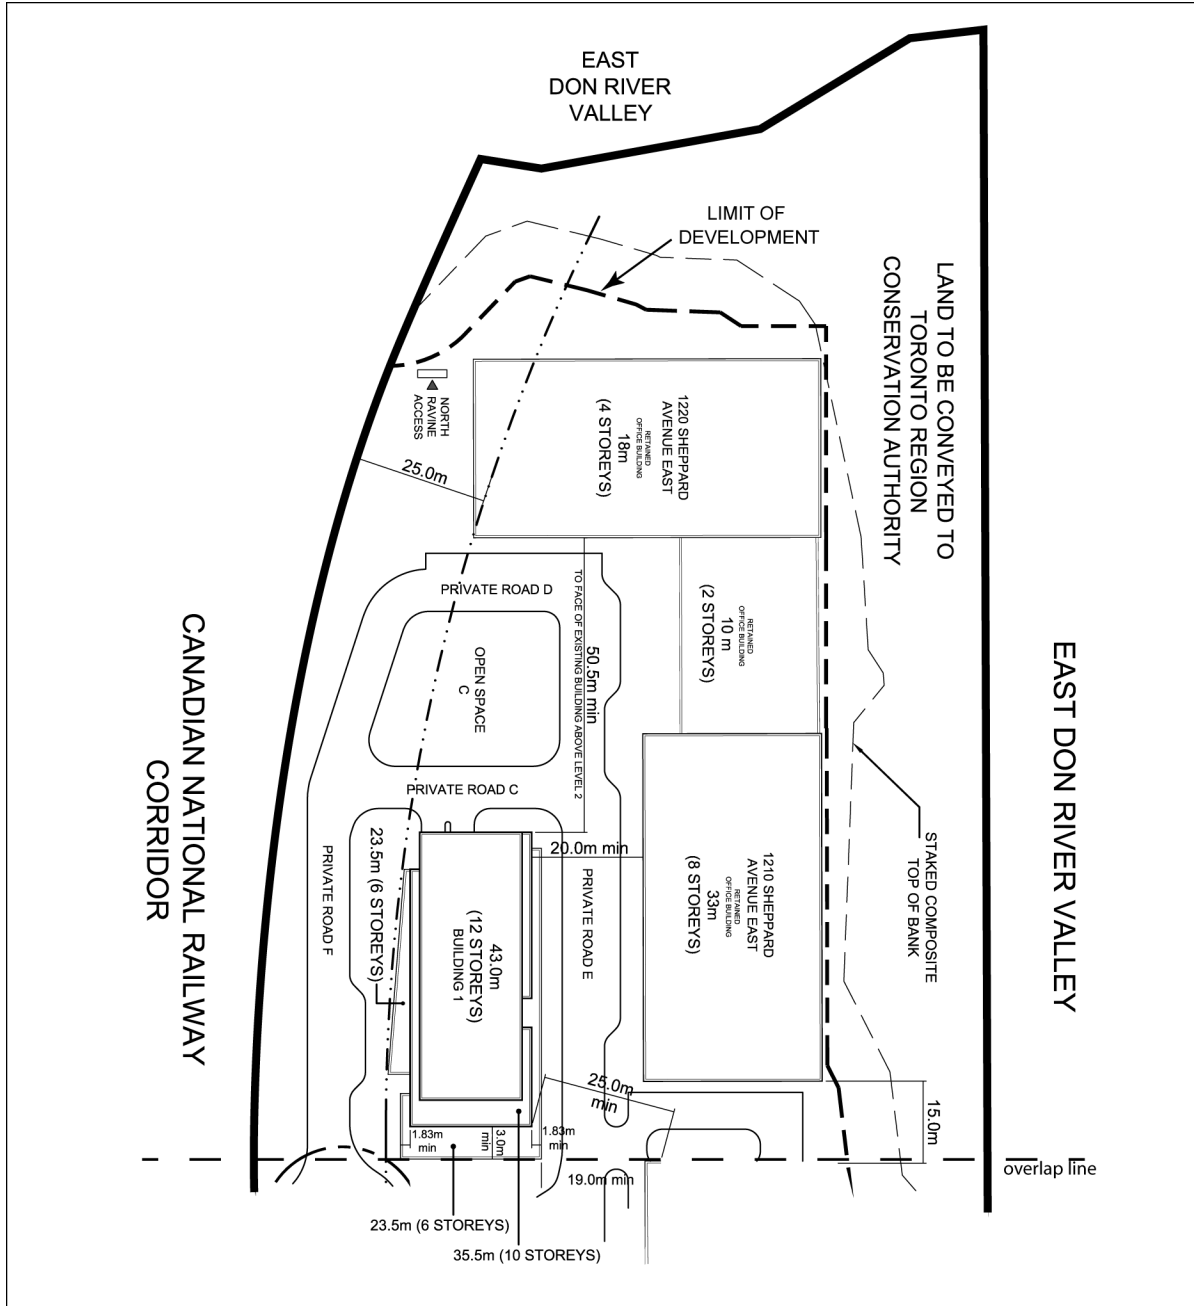 EAST
DON RIVER
VALLEY
LIMIT OF
DEVELOPMENT
LAND TO BE CONVEYED TO
TORONTO REGION
CONSERVATION AUTHORITY
NORTH
RAVINE
ACCESS
25.0m
1220 SHEPPARD
AVENUE EAST
RETAINED
OFFICE BUILDING
18m
(4 STOREYS)
PRIVATE ROAD D
TO FACE OF EXISTING BUILDING ABOVE LEVEL 2
50.5m min
RETAINED
OFFICE BUILDING
10 m
(2 STOREYS)
OPEN SPACE
C
CANADIAN NATIONAL RAILWAY
CORRIDOR
EAST DON RIVER VALLEY
PRIVATE ROAD C
PRIVATE ROAD F
23.5m (6 STOREYS)
20.0m min
43.0m
(12 STOREYS)
BUILDING 1
PRIVATE ROAD E
1210 SHEPPARD
AVENUE EAST
RETAINED
OFFICE BUILDING
33m
(8 STOREYS)
STAKED COMPOSITE
TOP OF BANK
25.0m
min
15.0m
1.83m
min
3.0m
min
1.83m
min
overlap line
19.0m min
23.5m (6 STOREYS)
35.5m (10 STOREYS)